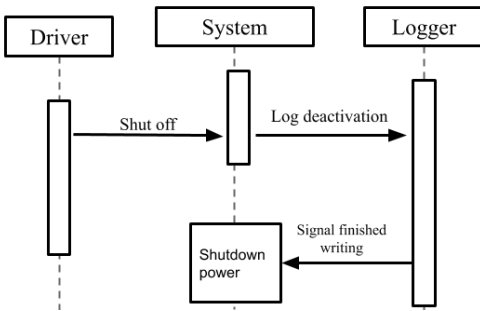 Driver
System
Logger
Shut off
Log deactivation
Signal finished
writing
Shutdown
power